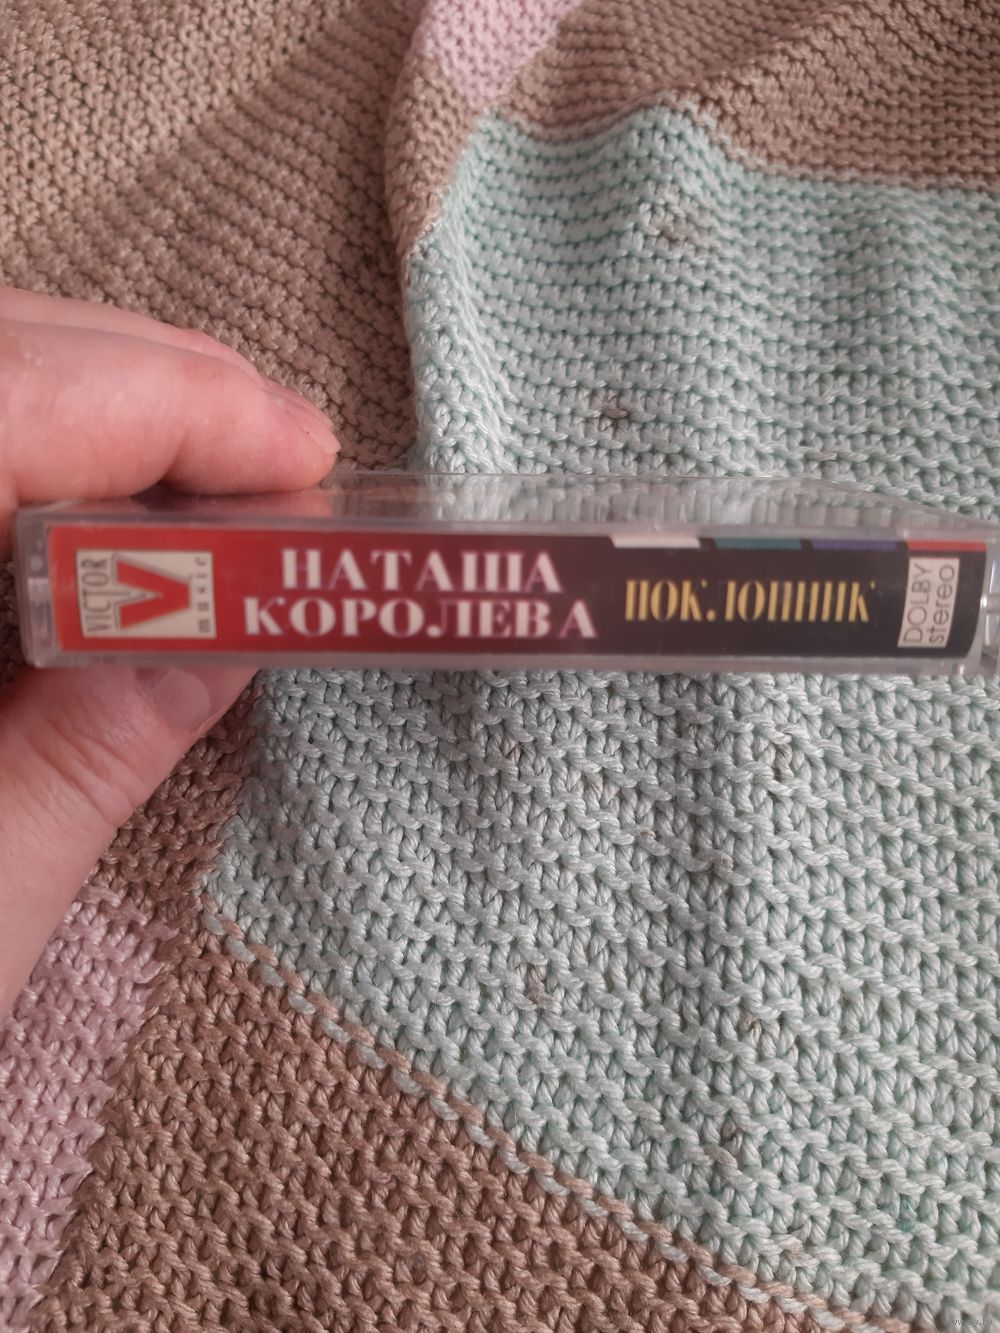 VICTOR
music
НАТАША
КОРОЛЕВА
ПОКЛОННИК
DOLBY
stereo